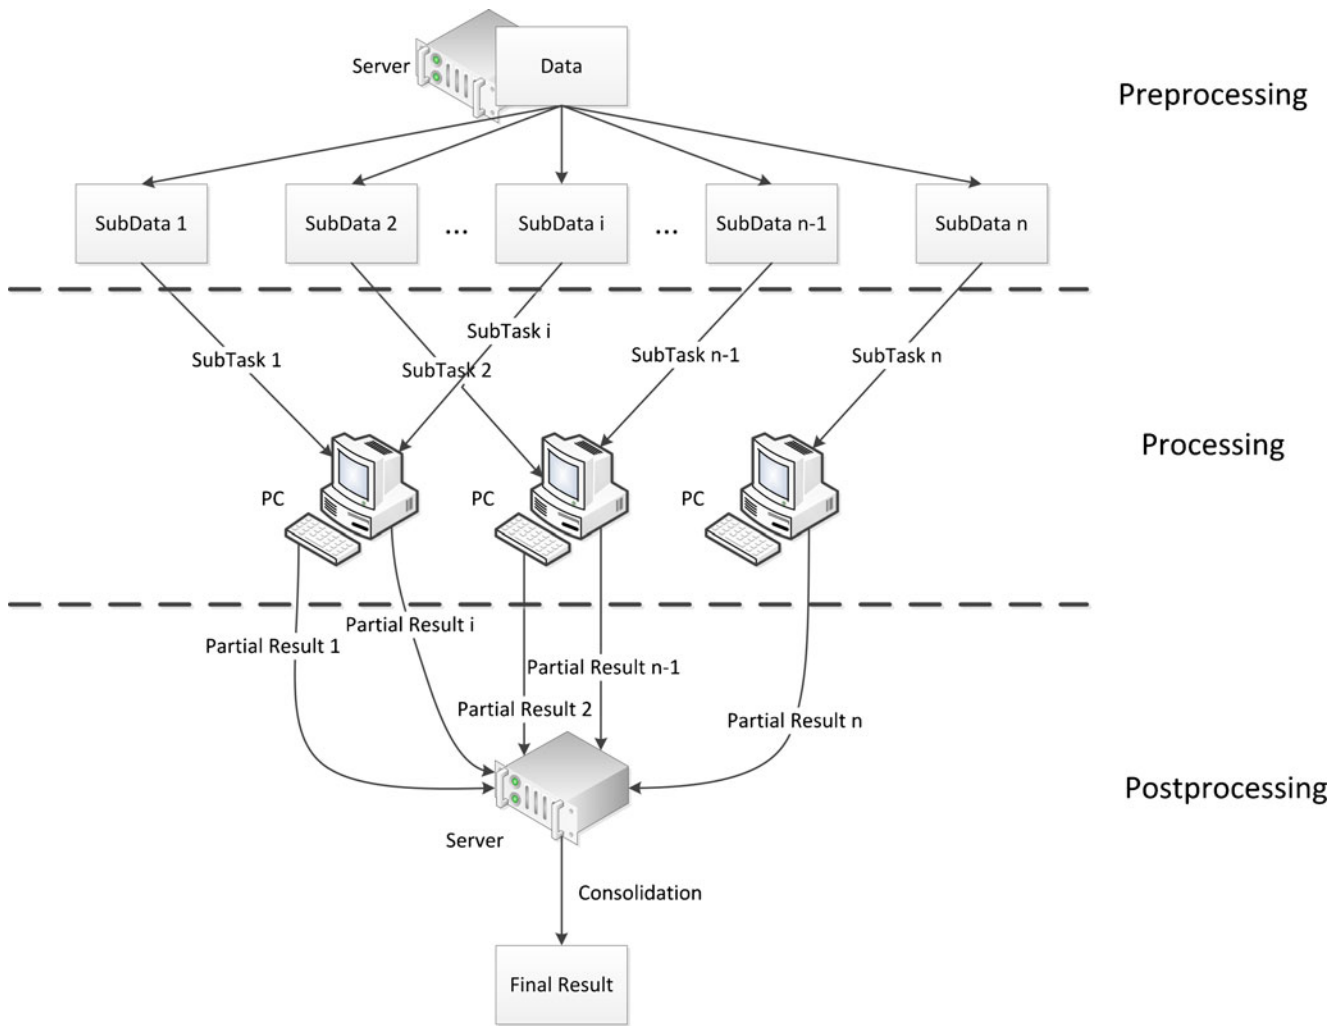 Server
Data
Preprocessing
SubData 1
SubData 2
...
SubData i
...
SubData n-1
SubData n
SubTask i
SubTask 1
SubTask 2
SubTask n-1
SubTask n
Processing
PC
PC
PC
Partial Result i
Partial Result 1
Partial Result n-1
Partial Result 2
Partial Result n
Postprocessing
Server
Consolidation
Final Result